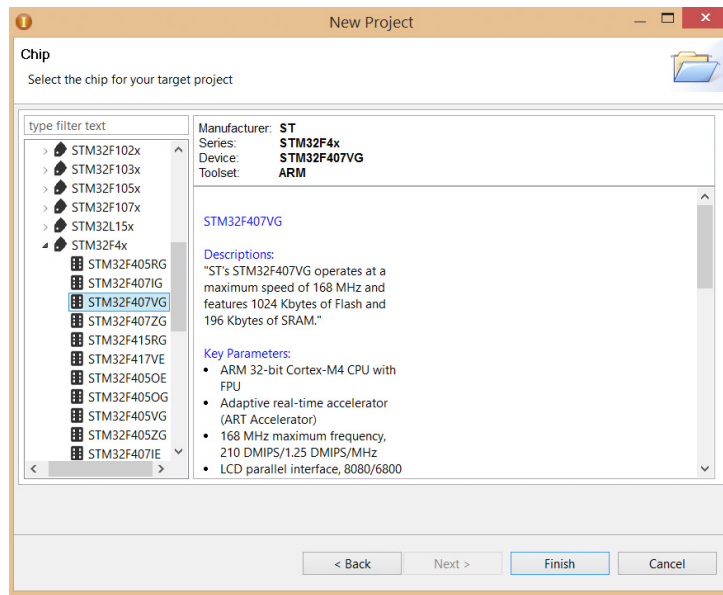 New Project
Chip
Select the chip for your target project
type filter text
STM32F102x
STM32F103x
STM32F105x
STM32F107x
STM32L15x
STM32F4x
STM32F405RG
STM32F407IG
STM32F407VG
STM32F407ZG
STM32F415RG
STM32F417VE
STM32F405OE
STM32F405OG
STM32F405VG
STM32F405ZG
STM32F407IE
Manufacturer: ST
Series: STM32F4x
Device: STM32F407VG
Toolset: ARM
STM32F407VG
Descriptions:
"ST's STM32F407VG operates at a
maximum speed of 168 MHz and
features 1024 Kbytes of Flash and
196 Kbytes of SRAM."
Key Parameters:
• ARM 32-bit Cortex-M4 CPU with
FPU
• Adaptive real-time accelerator
(ART Accelerator)
• 168 MHz maximum frequency,
210 DMIPS/1.25 DMIPS/MHz
• LCD parallel interface, 8080/6800
< Back
Next >
Finish
Cancel